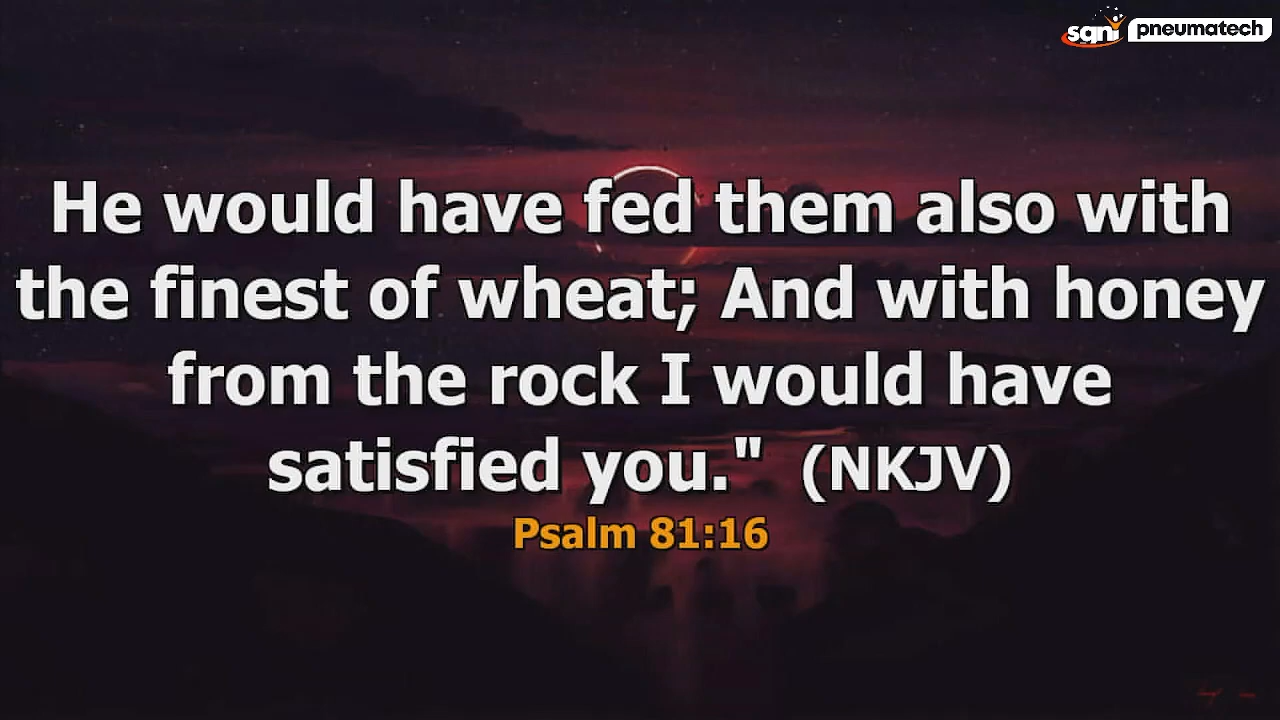 sqni pneumatech
He would have fed them also with
the finest of wheat; And with honey
from the rock I would have
satisfied you." (NKJV)
Psalm 81:16